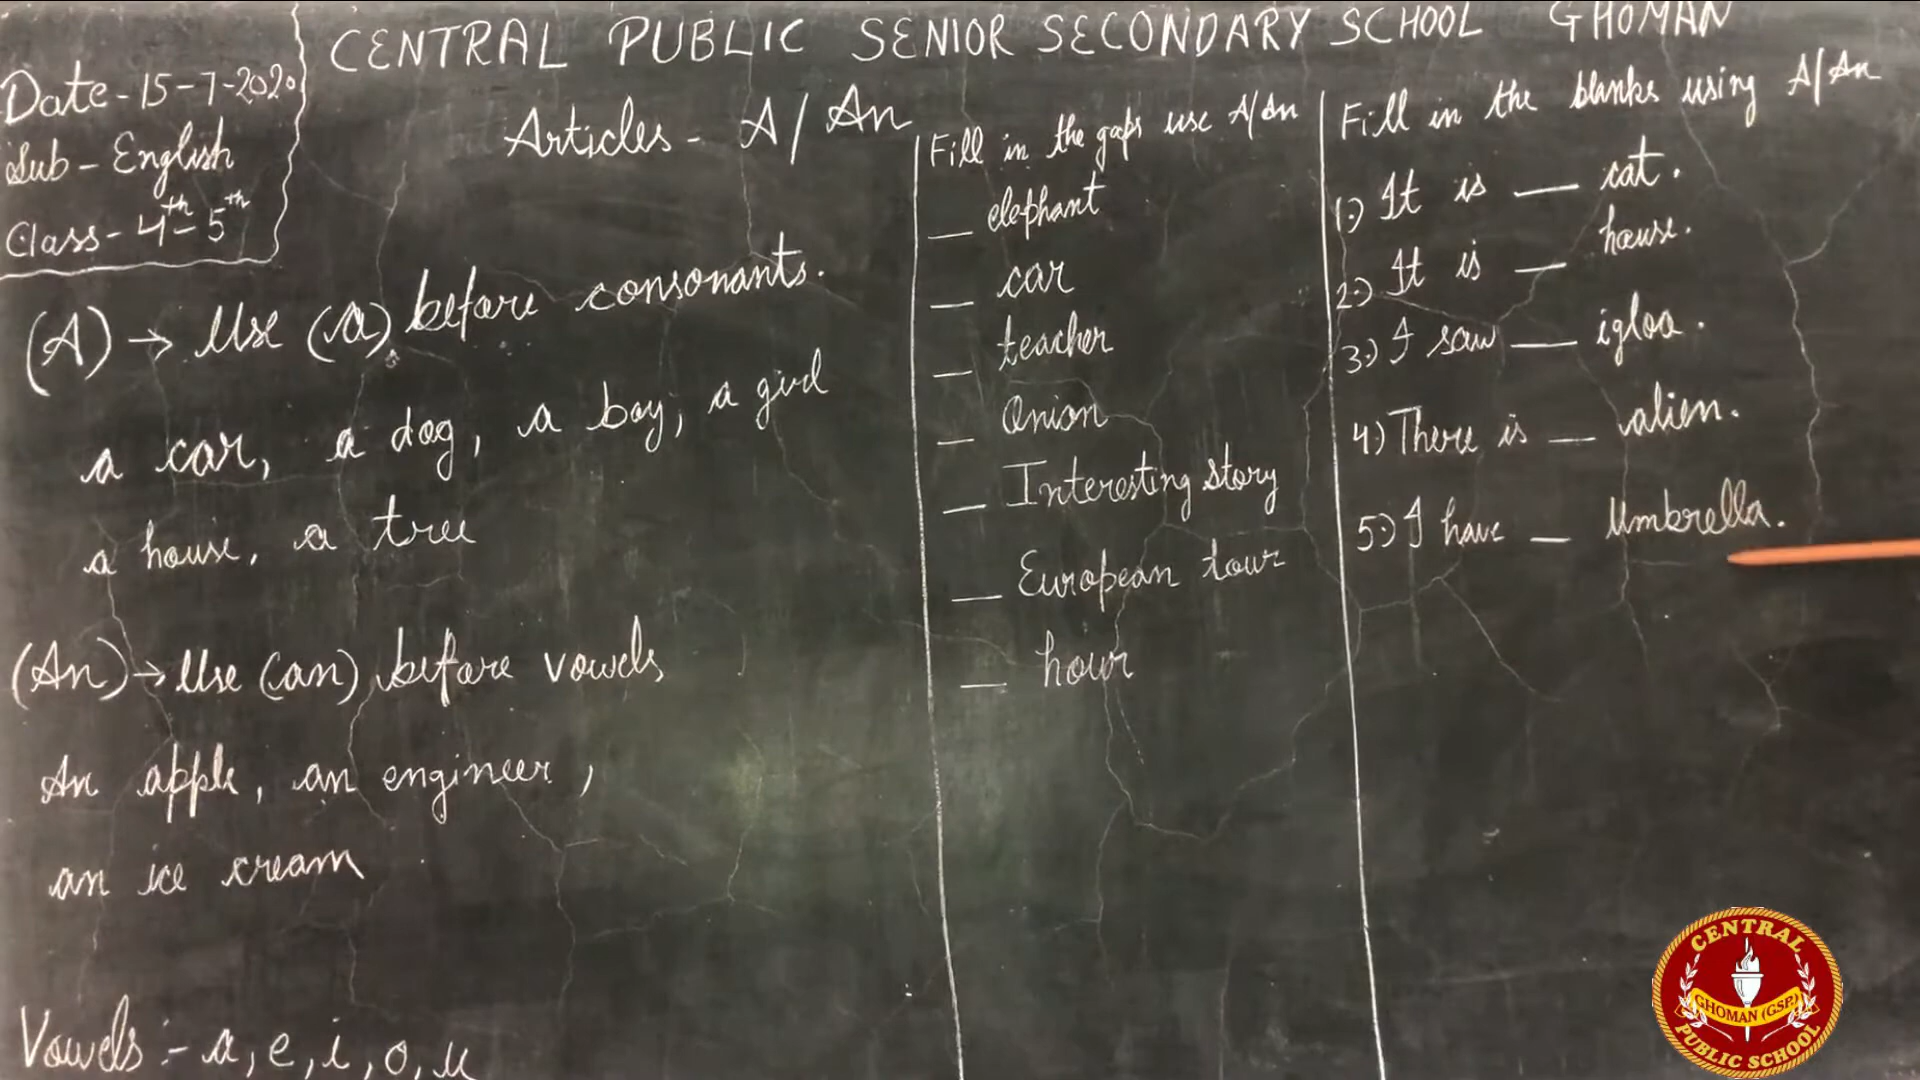 CENTRAL PUBLIC SENIOR SECONDARY SCHOOL GHOMAN
Date - 15-7-2020
Sub - English
Class - 4th - 5th
Articles - A/An
(A) → Use (a) before consonants.
a car, a dog, a boy, a girl
a house, a tree
(An) → Use (an) before vowels
An apple, an engineer,
an ice cream
Vowels :- a, e, i, o, u
Fill in the gaps use A/An
__ elephant
__ car
__ teacher
__ Onion
__ Interesting story
__ European tour
__ hour
Fill in the blanks using A/An
1.) It is __ cat.
2.) It is __ house.
3.) I saw __ igloo.
4.) There is __ alien.
5.) I have __ Umbrella.
CENTRAL
GHOMAN (GSP.)
PUBLIC SCHOOL